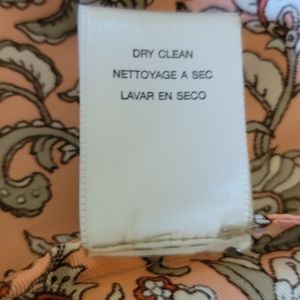 DRY CLEAN
NETTOYAGE A SEC
LAVAR EN SECO